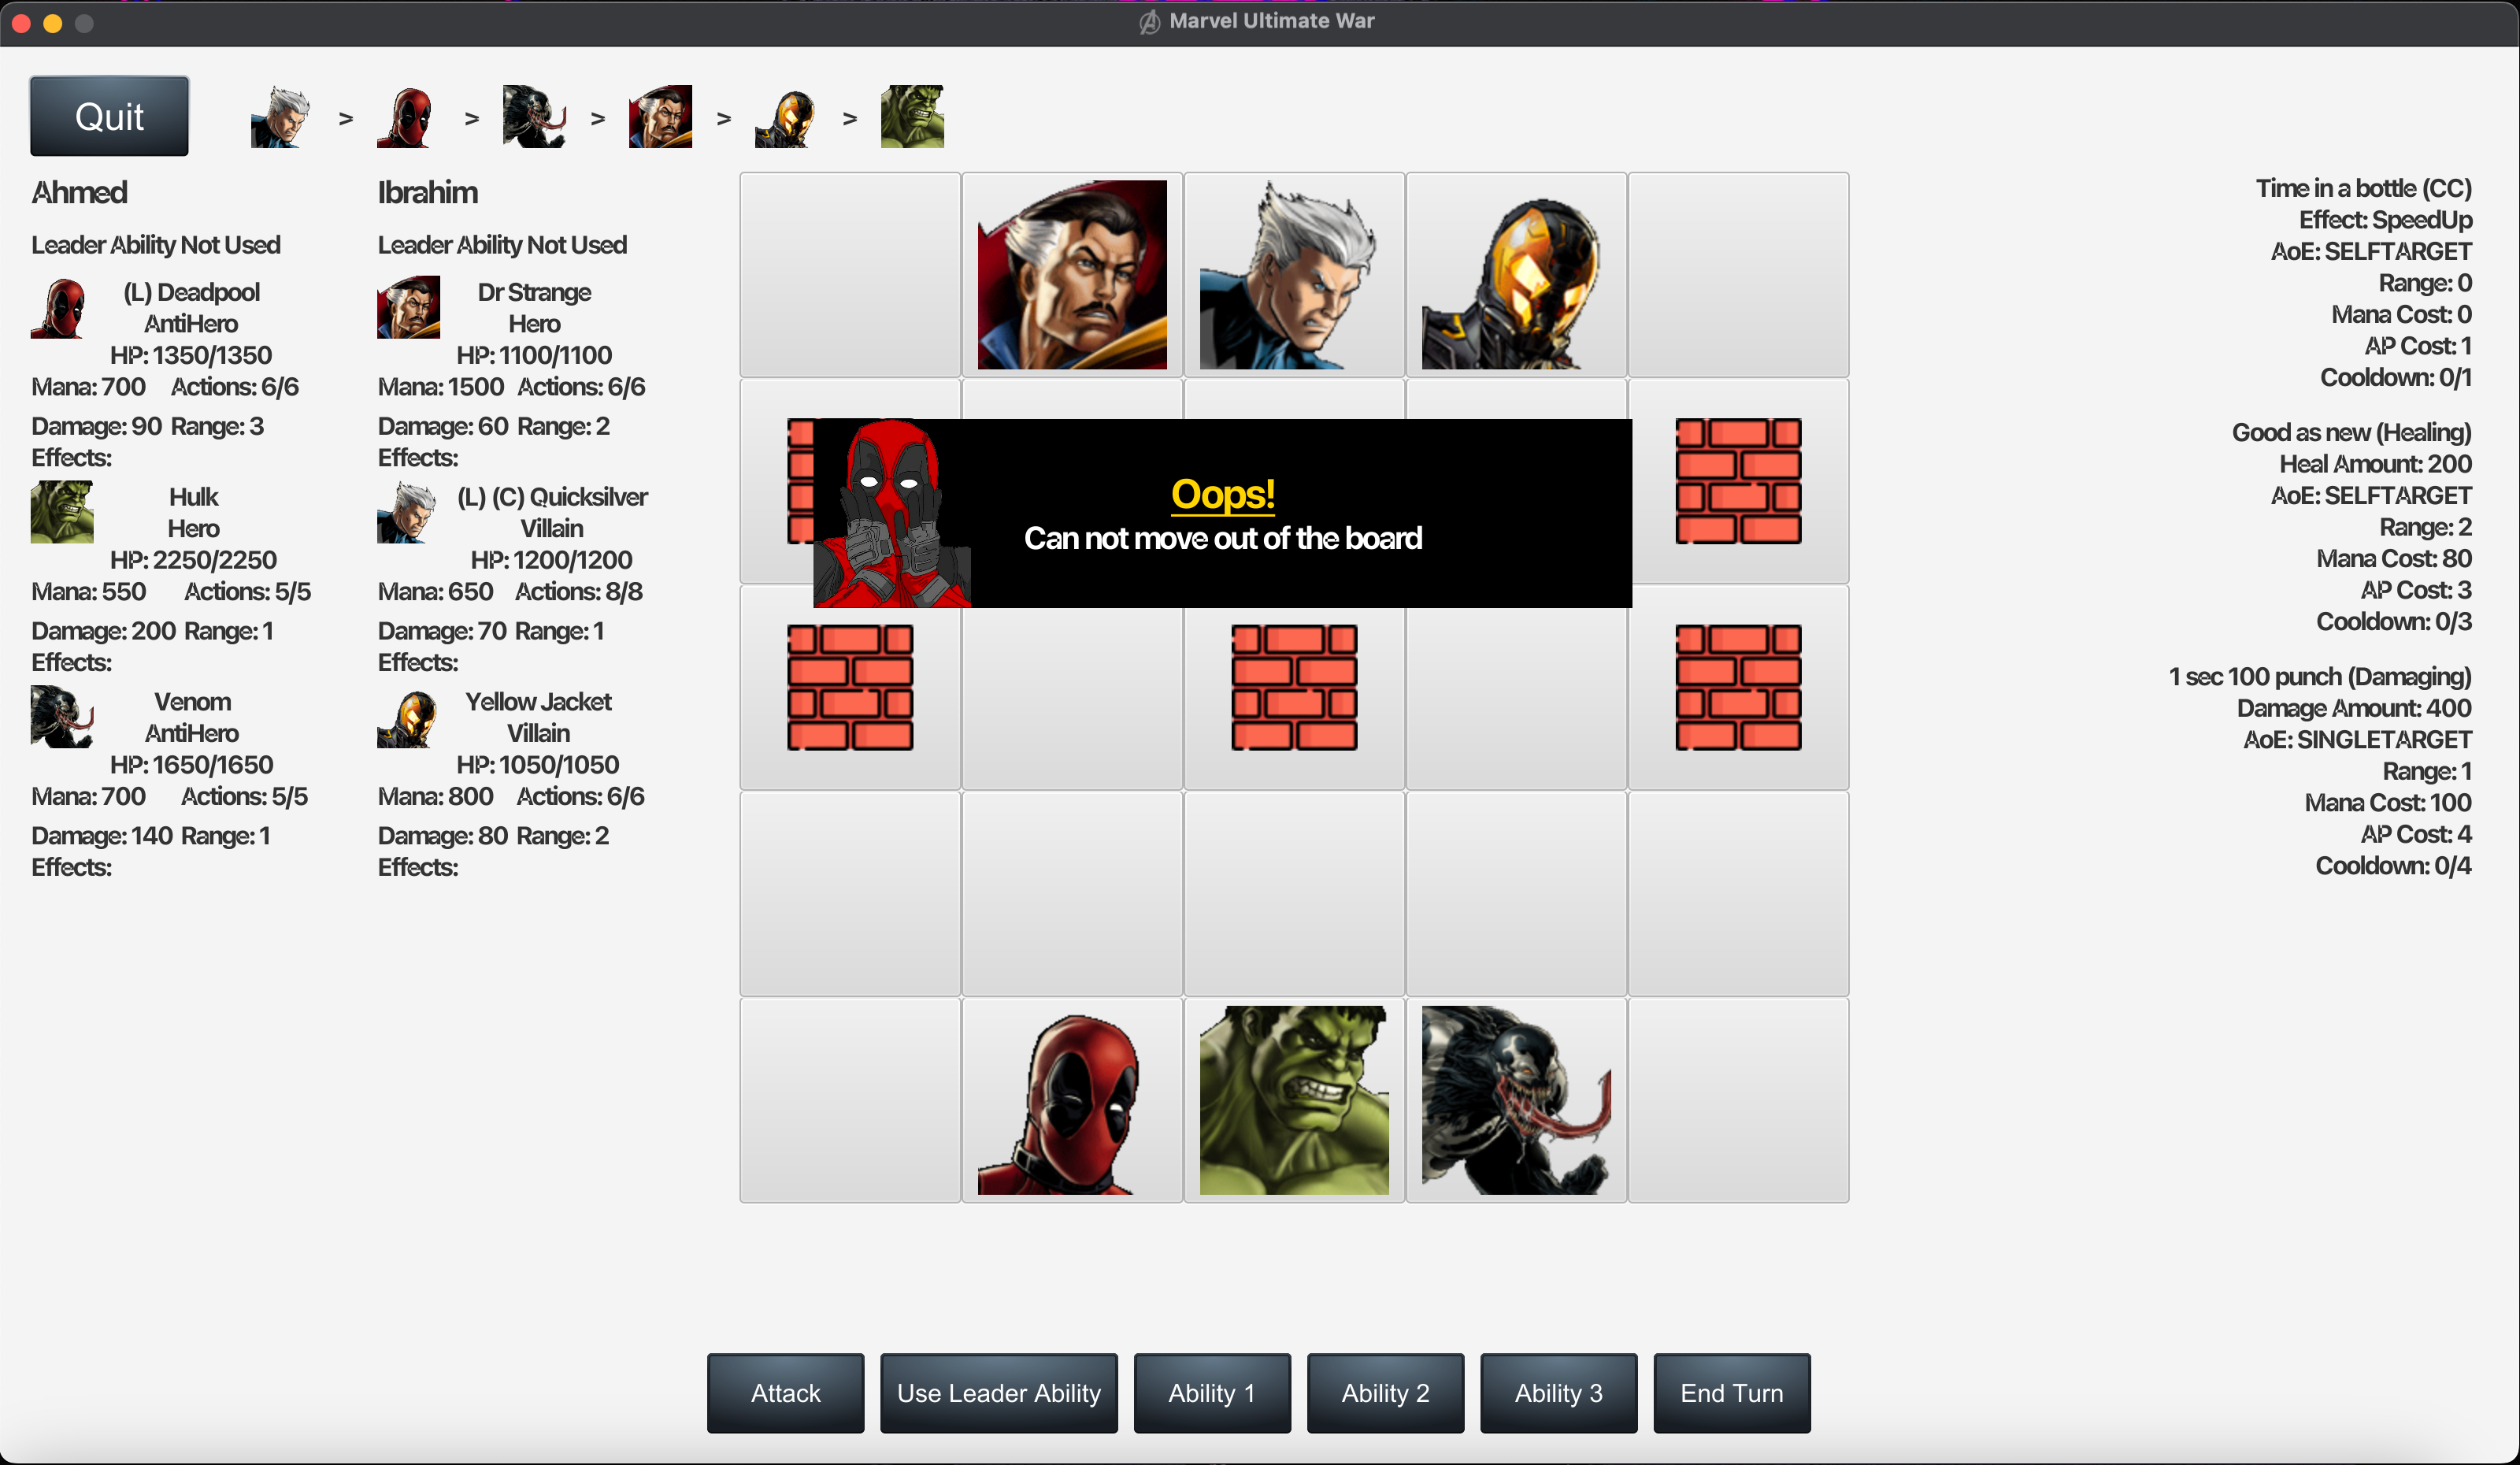 Marvel Ultimate War
Quit > > > > >
Ahmed
Leader Ability Not Used
(L) Deadpool
AntiHero
HP: 1350/1350
Mana: 700 Actions: 6/6
Damage: 90 Range: 3
Effects:
Hulk
Hero
HP: 2250/2250
Mana: 550 Actions: 5/5
Damage: 200 Range: 1
Effects:
Venom
AntiHero
HP: 1650/1650
Mana: 700 Actions: 5/5
Damage: 140 Range: 1
Effects:
Ibrahim
Leader Ability Not Used
Dr Strange
Hero
HP: 1100/1100
Mana: 1500 Actions: 6/6
Damage: 60 Range: 2
Effects:
(L) (C) Quicksilver
Villain
HP: 1200/1200
Mana: 650 Actions: 8/8
Damage: 70 Range: 1
Effects:
Yellow Jacket
Villain
HP: 1050/1050
Mana: 800 Actions: 6/6
Damage: 80 Range: 2
Effects:
Oops!
Can not move out of the board
Time in a bottle (CC)
Effect: SpeedUp
AoE: SELFTARGET
Range: 0
Mana Cost: 0
AP Cost: 1
Cooldown: 0/1
Good as new (Healing)
Heal Amount: 200
AoE: SELFTARGET
Range: 2
Mana Cost: 80
AP Cost: 3
Cooldown: 0/3
1 sec 100 punch (Damaging)
Damage Amount: 400
AoE: SINGLETARGET
Range: 1
Mana Cost: 100
AP Cost: 4
Cooldown: 0/4
Attack
Use Leader Ability
Ability 1
Ability 2
Ability 3
End Turn